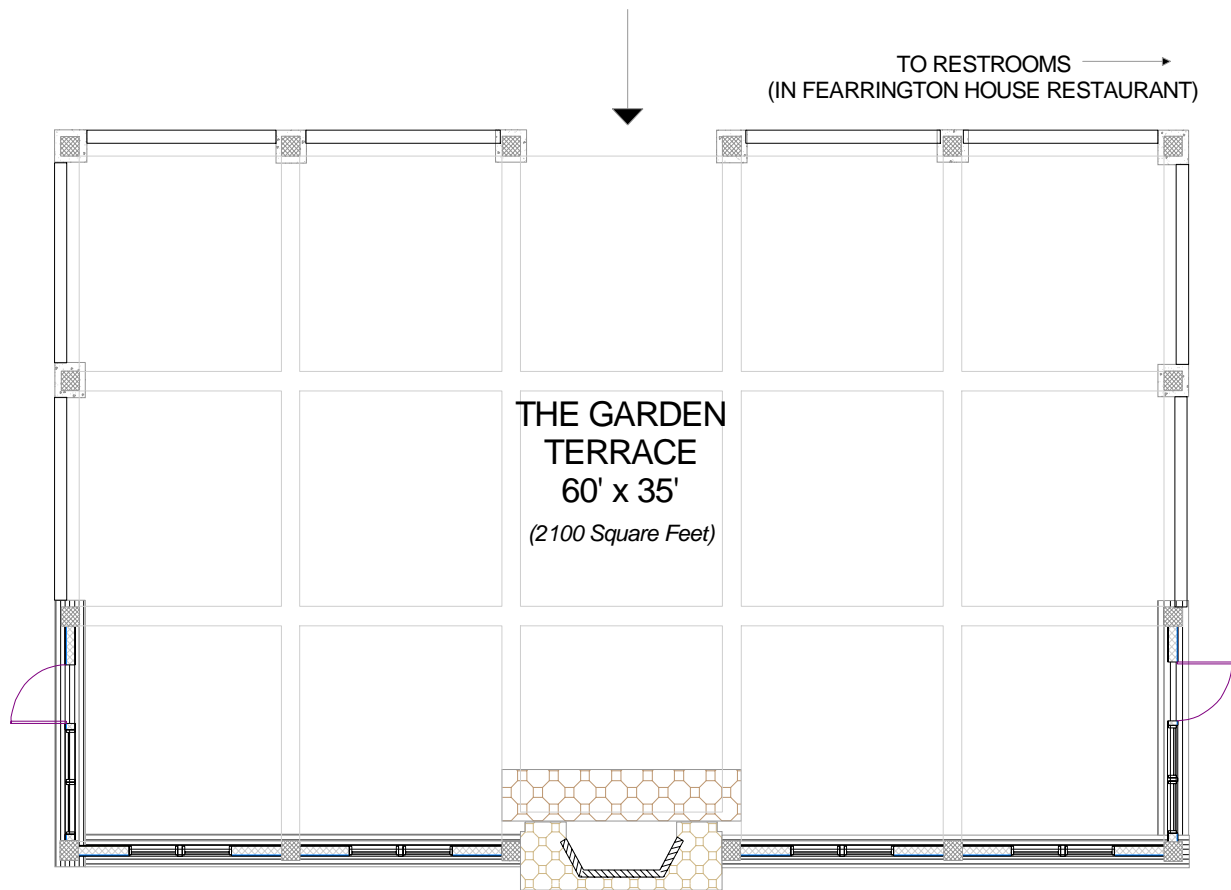 TO RESTROOMS
(IN FEARRINGTON HOUSE RESTAURANT)
THE GARDEN
TERRACE
60' x 35'
(2100 Square Feet)